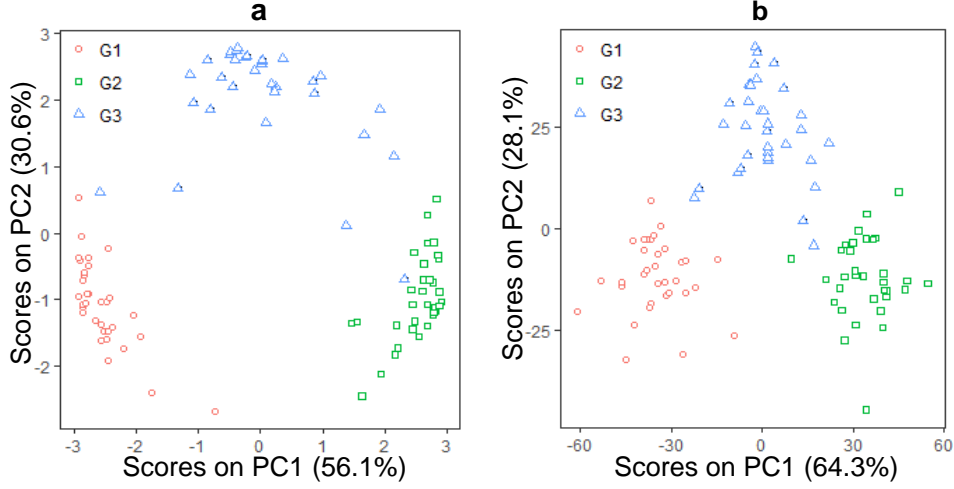 a
3
2
1
0
-1
-2
G1
G2
G3
-3
-2
-1
0
1
2
3
Scores on PC1 (56.1%)
Scores on PC2 (30.6%)
b
25
0
-25
G1
G2
G3
-60
-30
0
30
60
Scores on PC1 (64.3%)
Scores on PC2 (28.1%)